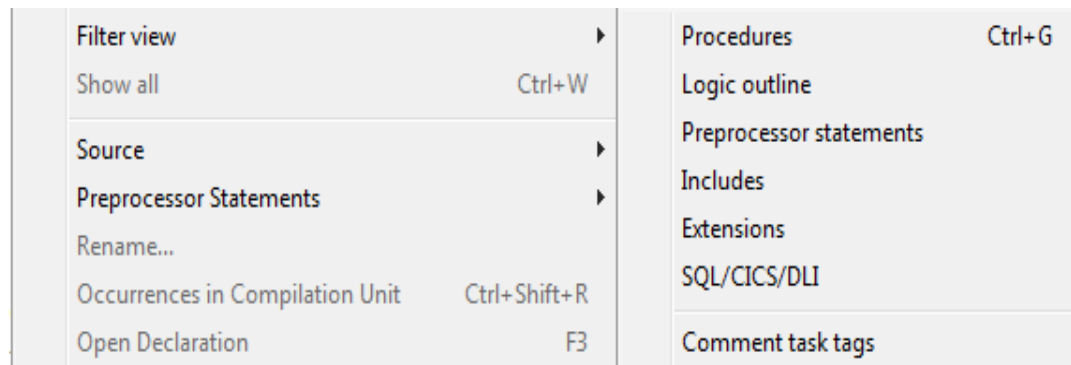 Filter view
Show all Ctrl+W
Source
Preprocessor Statements
Rename...
Occurrences in Compilation Unit Ctrl+Shift+R
Open Declaration F3
Procedures Ctrl+G
Logic outline
Preprocessor statements
Includes
Extensions
SQL/CICS/DLI
Comment task tags